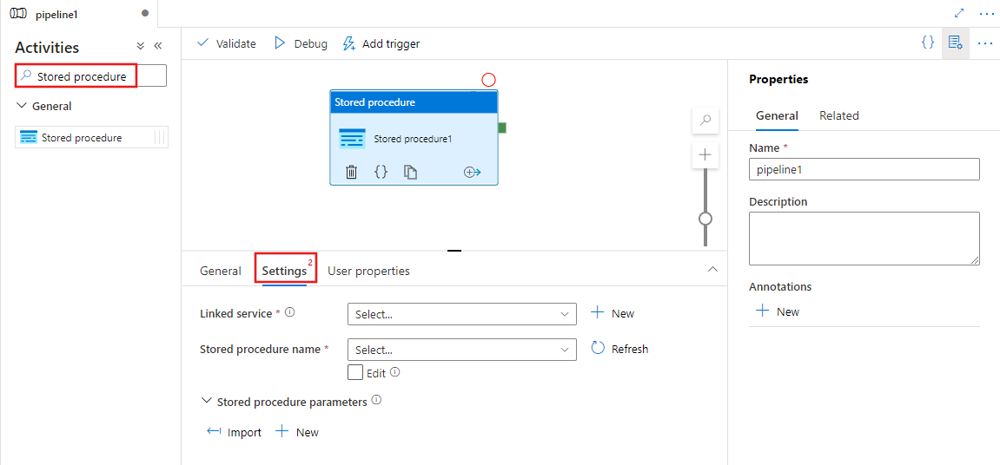 pipeline1
Activities
Stored procedure
General
Stored procedure
Validate
Debug
Add trigger
Stored procedure
Stored procedure1
General
Settings 2
User properties
Linked service *
Select...
New
Stored procedure name *
Select...
Refresh
Edit
Stored procedure parameters
Import
New
Properties
General
Related
Name *
pipeline1
Description
Annotations
New